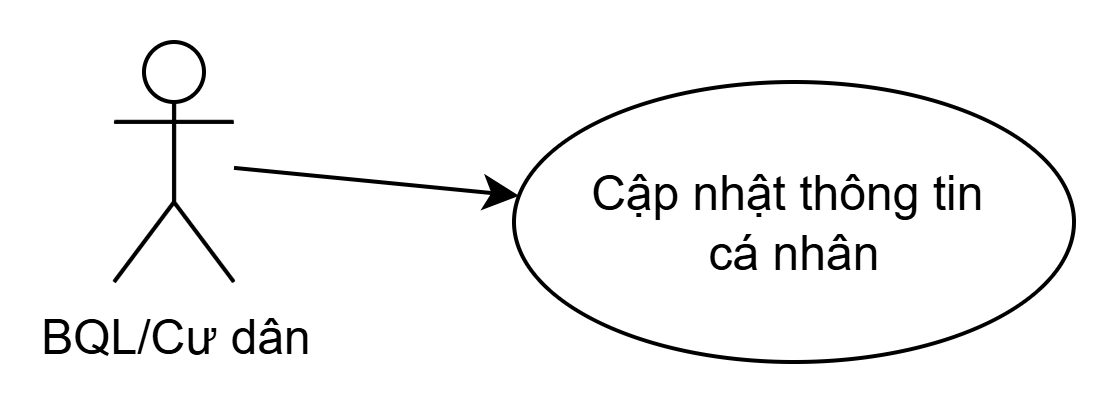 Cập nhật thông tin
cá nhân
BQL/Cư dân